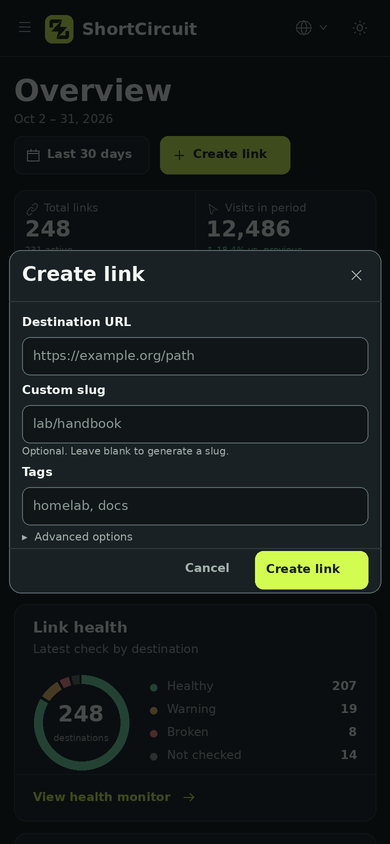 ShortCircuit
Overview
Oct 2 – 31, 2026
Last 30 days
Create link
Total links
Visits in period
248
12,486
Create link
Destination URL
https://example.org/path
Custom slug
lab/handbook
Optional. Leave blank to generate a slug.
Tags
homelab, docs
Advanced options
Cancel
Create link
Link health
Latest check by destination
248
destinations
Healthy 207
Warning 19
Broken 8
Not checked 14
View health monitor